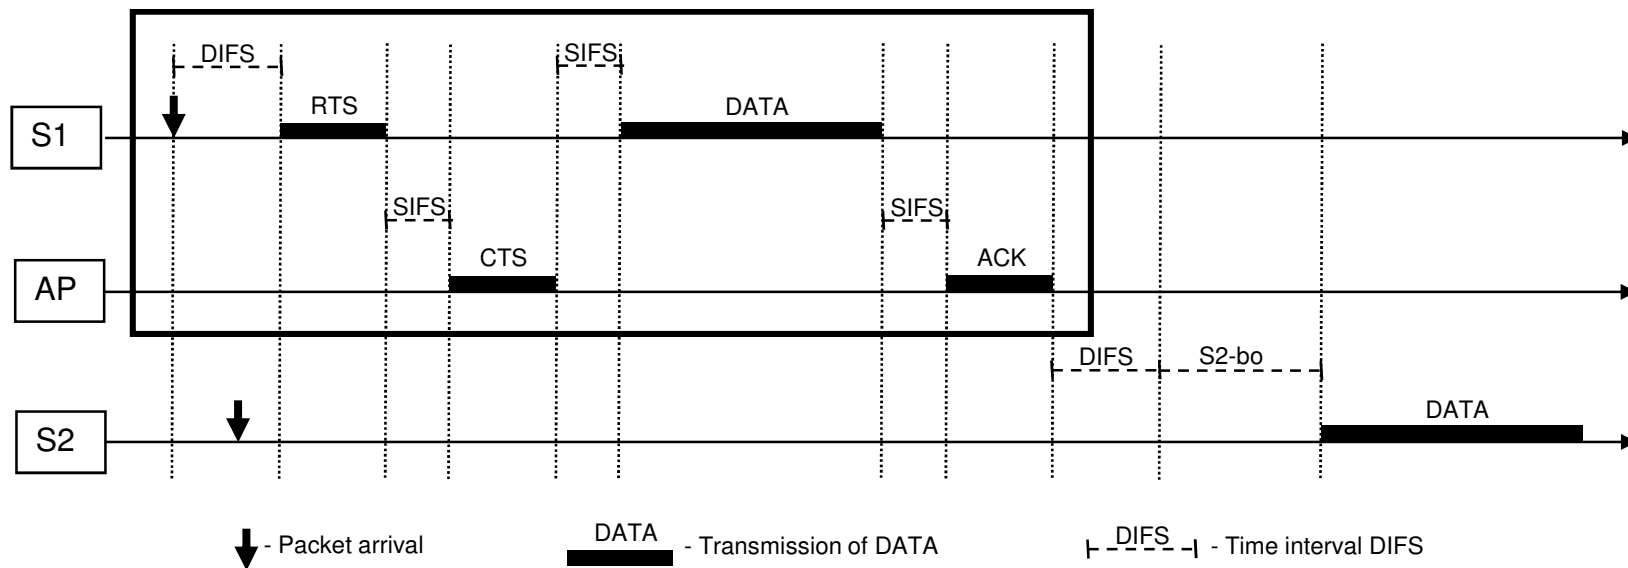 DIFS
SIFS
RTS
DATA
S1
SIFS
SIFS
CTS
ACK
AP
DIFS
S2-bo
DATA
S2
- Packet arrival
DATA
- Transmission of DATA
DIFS
- Time interval DIFS